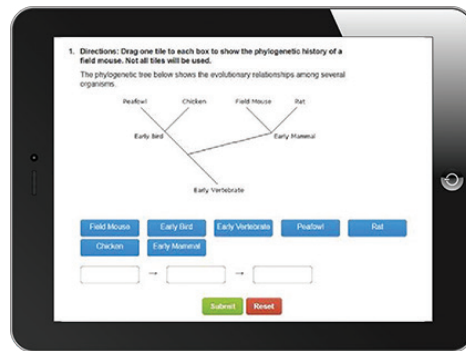 1. Directions: Drag one tile to each box to show the phylogenetic history of a
field mouse. Not all tiles will be used.
The phylogenetic tree below shows the evolutionary relationships among several
organisms.
Peafowl Chicken Field Mouse Rat
Early Bird Early Mammal
Early Vertebrate
Field Mouse Early Bird Early Vertebrate Peafowl Rat
Chicken Early Mammal
→ →
Submit Reset